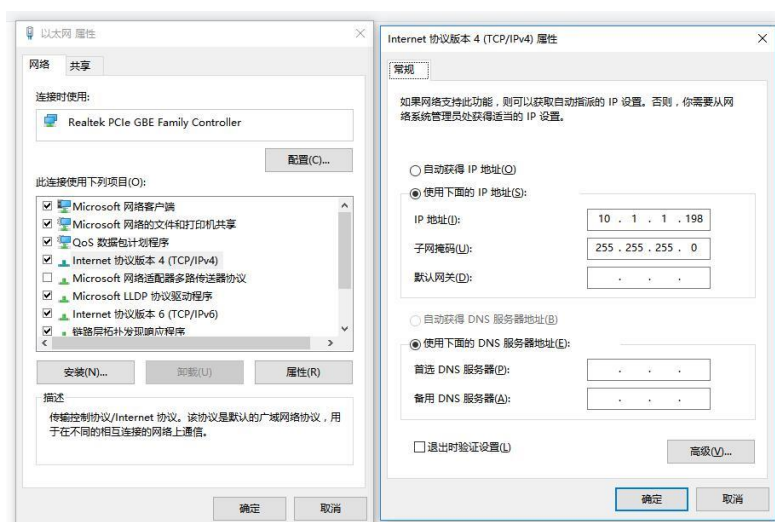 以太网 属性
网络
共享
连接时使用:
Realtek PCIe GBE Family Controller
配置(C)...
此连接使用下列项目(O):
Microsoft 网络客户端
Microsoft 网络的文件和打印机共享
QoS 数据包计划程序
Internet 协议版本 4 (TCP/IPv4)
Microsoft 网络适配器多路传送器协议
Microsoft LLDP 协议驱动程序
Internet 协议版本 6 (TCP/IPv6)
链路层拓扑发现响应程序
安装(N)...
卸载(U)
属性(R)
描述
传输控制协议/Internet 协议。该协议是默认的广域网络协议，用
于在不同的相互连接的网络上通信。
确定
取消
Internet 协议版本 4 (TCP/IPv4) 属性
常规
如果网络支持此功能，则可以获取自动指派的 IP 设置。否则，你需要从网
络系统管理员处获得适当的 IP 设置。
自动获得 IP 地址(O)
使用下面的 IP 地址(S):
IP 地址(I):
10 . 1 . 1 . 198
子网掩码(U):
255 . 255 . 255 . 0
默认网关(D):
. . .
自动获得 DNS 服务器地址(B)
使用下面的 DNS 服务器地址(E):
首选 DNS 服务器(P):
. . .
备用 DNS 服务器(A):
. . .
退出时验证设置(L)
高级(V)...
确定
取消